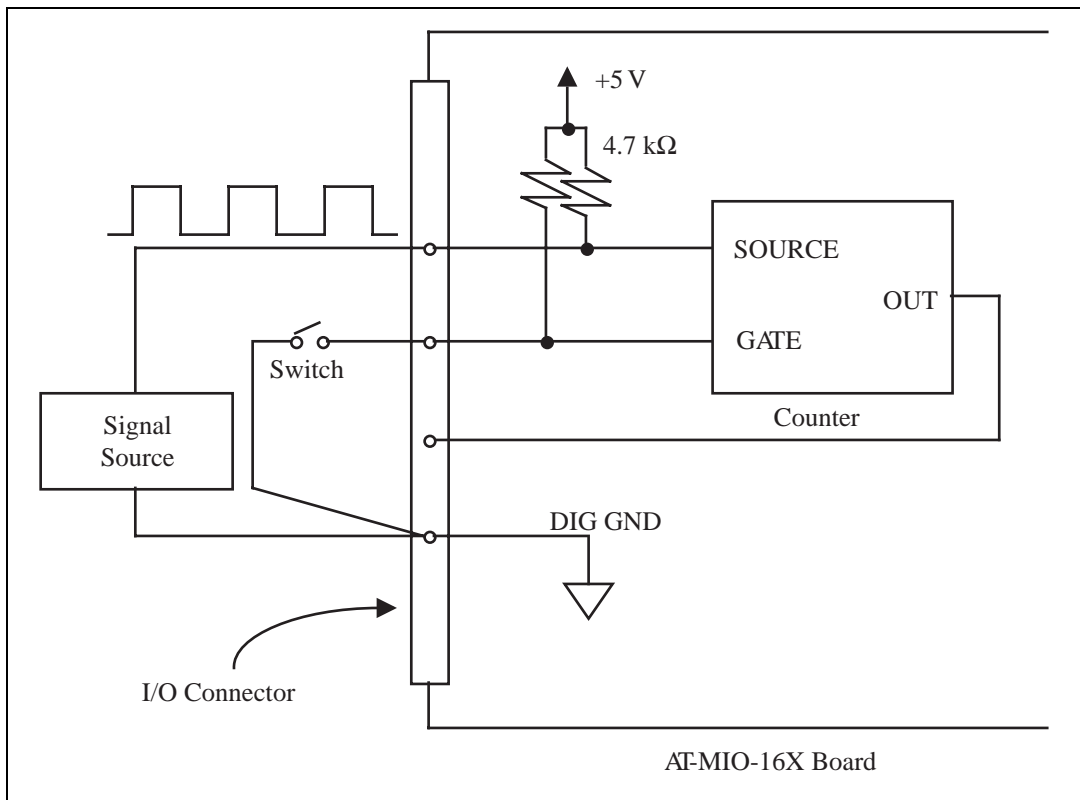 +5 V
4.7 kΩ
SOURCE
OUT
GATE
Switch
Counter
Signal
Source
DIG GND
I/O Connector
AT-MIO-16X Board